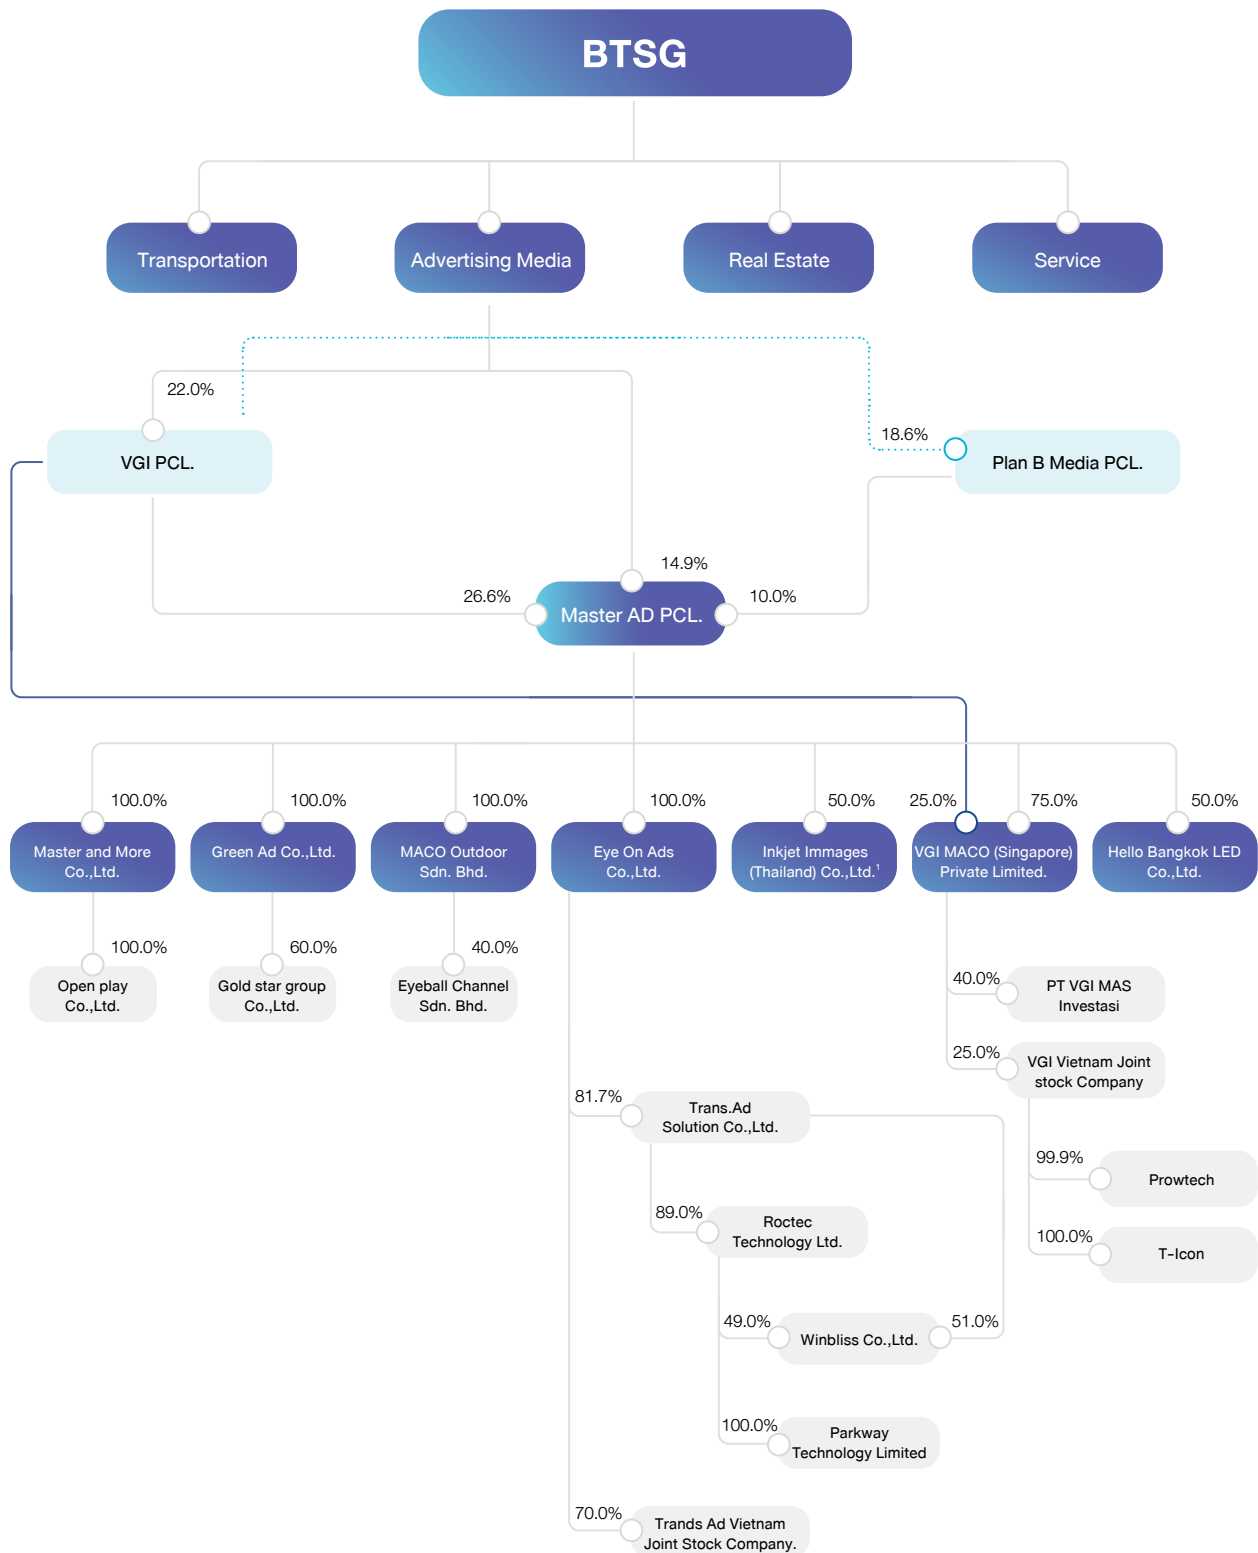 BTSG
Transportation
Advertising Media
Real Estate
Service
22.0%
18.6%
VGI PCL.
Plan B Media PCL.
14.9%
26.6%
10.0%
Master AD PCL.
100.0%
100.0%
100.0%
100.0%
50.0%
25.0%
75.0%
50.0%
Master and More
Co.,Ltd.
Green Ad Co.,Ltd.
MACO Outdoor
Sdn. Bhd.
Eye On Ads
Co.,Ltd.
Inkjet Immages
(Thailand) Co.,Ltd.¹
VGI MACO (Singapore)
Private Limited.
Hello Bangkok LED
Co.,Ltd.
100.0%
60.0%
40.0%
Open play
Co.,Ltd.
Gold star group
Co.,Ltd.
Eyeball Channel
Sdn. Bhd.
40.0%
PT VGI MAS
Investasi
25.0%
VGI Vietnam Joint
stock Company
81.7%
Trans.Ad
Solution Co.,Ltd.
99.9%
Prowtech
89.0%
Roctec
Technology Ltd.
100.0%
T-Icon
49.0%
Winbliss Co.,Ltd.
51.0%
100.0%
Parkway
Technology Limited
70.0%
Trands Ad Vietnam
Joint Stock Company.